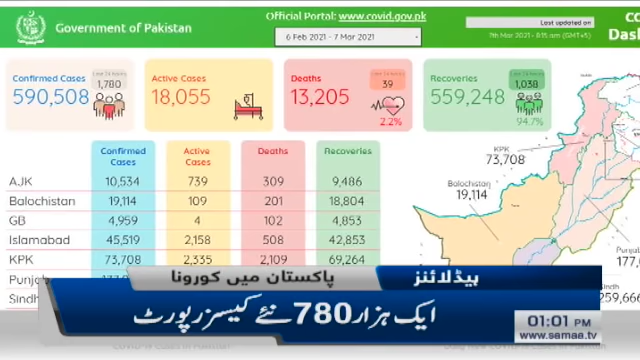 Government of Pakistan
Official Portal: www.covid.gov.pk
6 Feb 2021 - 7 Mar 2021
Last updated on
7th Mar 2021 - 8:15 am (GMT+5)
Confirmed Cases
590,508
1,780
Active Cases
18,055
Deaths
13,205
39
2.2%
Recoveries
559,248
1,038
94.7%
Confirmed Cases Active Cases Deaths Recoveries
AJK 10,534 739 309 9,486
Balochistan 19,114 109 201 18,804
GB 4,959 4 102 4,853
Islamabad 45,519 2,158 508 42,853
KPK 73,708 2,335 2,109 69,264
Sindh
KPK
73,708
Balochistan
19,114
Sindh
ہیڈلائنز
پاکستان میں کورونا
ایک ہزار 780 نئے کیسز رپورٹ
01:01 PM
www.samaa.tv